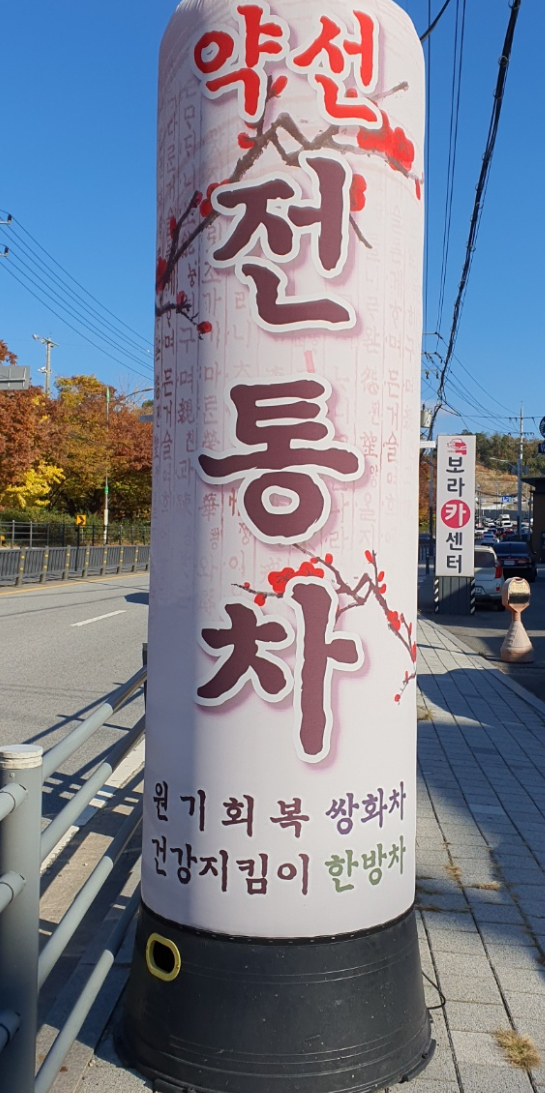 약선
전
통
차
원기회복 쌍화차
건강지킴이 한방차
보라카센터